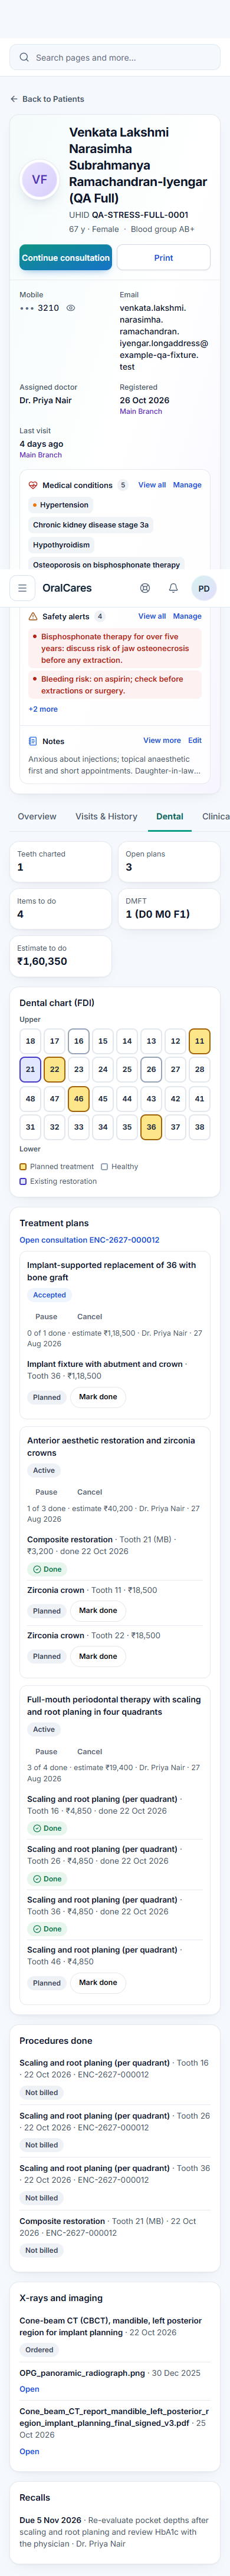 Search pages and more...
Back to Patients
VF
Venkata Lakshmi
Narasimha
Subrahmanya
Ramachandran-Iyengar
(QA Full)
UHID QA-STRESS-FULL-0001
67 y · Female · Blood group AB+
Continue consultation
Print
Mobile
••• 3210
Email
venkata.lakshmi.
narasimha.
ramachandran.
iyengar.longaddress@
example-qa-fixture.
test
Assigned doctor
Dr. Priya Nair
Registered
26 Oct 2026
Main Branch
Last visit
4 days ago
Main Branch
Medical conditions 5 View all Manage
Hypertension
Chronic kidney disease stage 3a
Hypothyroidism
Osteoporosis on bisphosphonate therapy
OralCares
PD
Safety alerts 4 View all Manage
Bisphosphonate therapy for over five
years: discuss risk of jaw osteonecrosis
before any extraction.
Bleeding risk: on aspirin; check before
extractions or surgery.
+2 more
Notes View more Edit
Anxious about injections; topical anaesthetic
first and short appointments. Daughter-in-law...
Overview Visits & History Dental Clinica
Teeth charted
1
Open plans
3
Items to do
4
DMFT
1 (D0 M0 F1)
Estimate to do
₹1,60,350
Dental chart (FDI)
Upper
18 17 16 15 14 13 12 11
21 22 23 24 25 26 27 28
48 47 46 45 44 43 42 41
31 32 33 34 35 36 37 38
Lower
Planned treatment Healthy
Existing restoration
Treatment plans
Open consultation ENC-2627-000012
Implant-supported replacement of 36 with
bone graft
Accepted
Pause Cancel
0 of 1 done · estimate ₹1,18,500 · Dr. Priya Nair · 27
Aug 2026
Implant fixture with abutment and crown ·
Tooth 36 · ₹1,18,500
Planned Mark done
Anterior aesthetic restoration and zirconia
crowns
Active
Pause Cancel
1 of 3 done · estimate ₹40,200 · Dr. Priya Nair · 27
Aug 2026
Composite restoration · Tooth 21 (MB) ·
₹3,200 · done 22 Oct 2026
Done
Zirconia crown · Tooth 11 · ₹18,500
Planned Mark done
Zirconia crown · Tooth 22 · ₹18,500
Planned Mark done
Full-mouth periodontal therapy with scaling
and root planing in four quadrants
Active
Pause Cancel
3 of 4 done · estimate ₹19,400 · Dr. Priya Nair · 27
Aug 2026
Scaling and root planing (per quadrant) ·
Tooth 16 · ₹4,850 · done 22 Oct 2026
Done
Scaling and root planing (per quadrant) ·
Tooth 26 · ₹4,850 · done 22 Oct 2026
Done
Scaling and root planing (per quadrant) ·
Tooth 36 · ₹4,850 · done 22 Oct 2026
Done
Scaling and root planing (per quadrant) ·
Tooth 46 · ₹4,850
Planned Mark done
Procedures done
Scaling and root planing (per quadrant) · Tooth 16
· 22 Oct 2026 · ENC-2627-000012
Not billed
Scaling and root planing (per quadrant) · Tooth 26
· 22 Oct 2026 · ENC-2627-000012
Not billed
Scaling and root planing (per quadrant) · Tooth 36
· 22 Oct 2026 · ENC-2627-000012
Not billed
Composite restoration · Tooth 21 (MB) · 22 Oct
2026 · ENC-2627-000012
Not billed
X-rays and imaging
Cone-beam CT (CBCT), mandible, left posterior
region for implant planning · 22 Oct 2026
Ordered
OPG_panoramic_radiograph.png · 30 Dec 2025
Open
Cone_beam_CT_report_mandible_left_posterior_r
egion_implant_planning_final_signed_v3.pdf · 25
Oct 2026
Open
Recalls
Due 5 Nov 2026 · Re-evaluate pocket depths after
scaling and root planing and review HbA1c with
the physician · Dr. Priya Nair